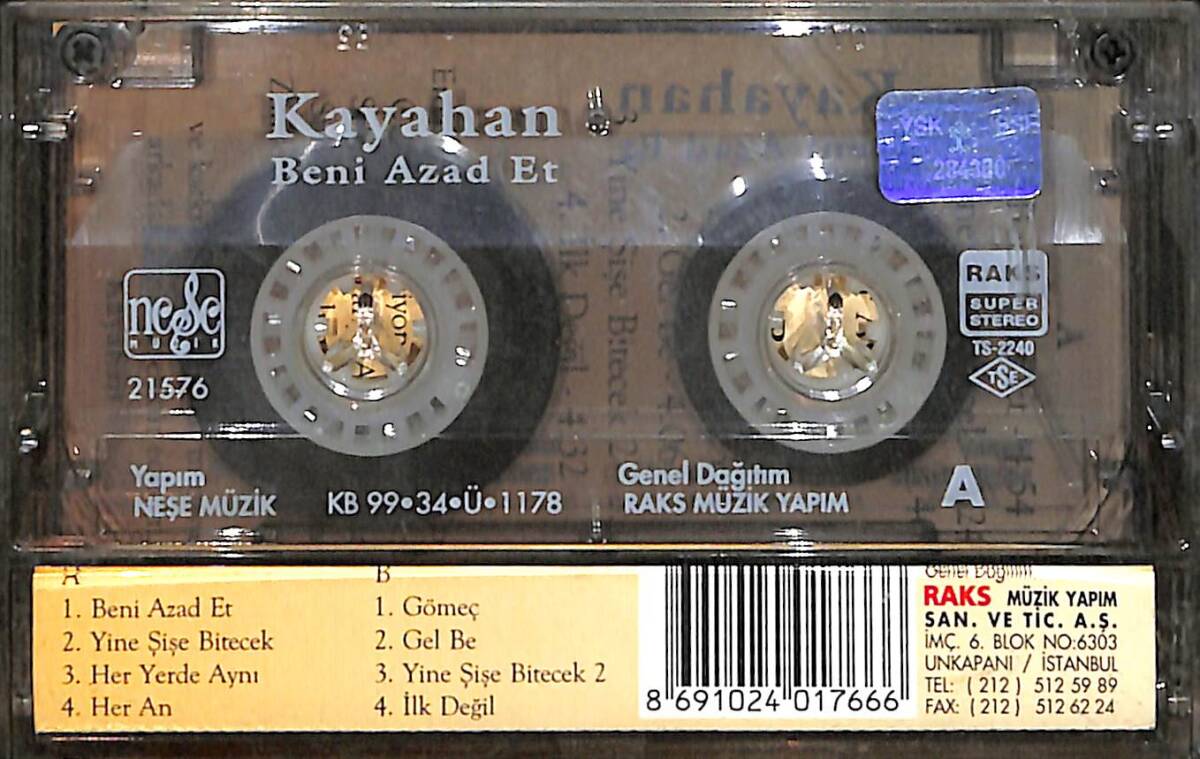 Kayahan
Beni Azad Et
YSK
284380
neşe
MÜZİK
21576
RAKS
SUPER
STEREO
TS-2240
TSE
Yapım
NEŞE MÜZİK
KB 99•34•Ü•1178
Genel Dağıtım
RAKS MÜZİK YAPIM
A
A
1. Beni Azad Et
2. Yine Şişe Bitecek
3. Her Yerde Aynı
4. Her An
B
1. Gömeç
2. Gel Be
3. Yine Şişe Bitecek 2
4. İlk Değil
8 691024 017666
Genel Dağıtım
RAKS MÜZİK YAPIM
SAN. VE TİC. A.Ş.
İMÇ. 6. BLOK NO:6303
UNKAPANI / İSTANBUL
TEL: (212) 512 59 89
FAX: (212) 512 62 24